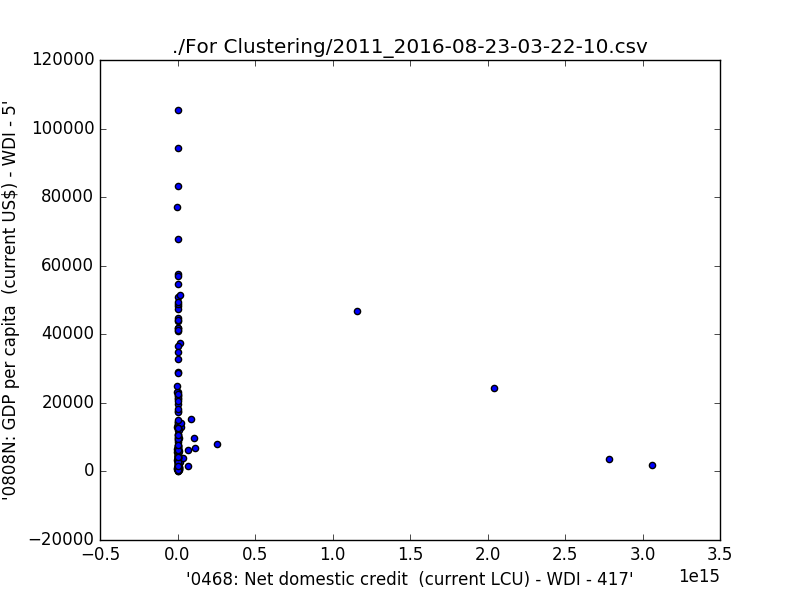 ./For Clustering/2011_2016-08-23-03-22-10.csv
120000
100000
80000
60000
40000
20000
0
−20000
'0808N: GDP per capita  (current US$) - WDI - 5'
−0.5 0.0 0.5 1.0 1.5 2.0 2.5 3.0 3.5
1e15
'0468: Net domestic credit  (current LCU) - WDI - 417'